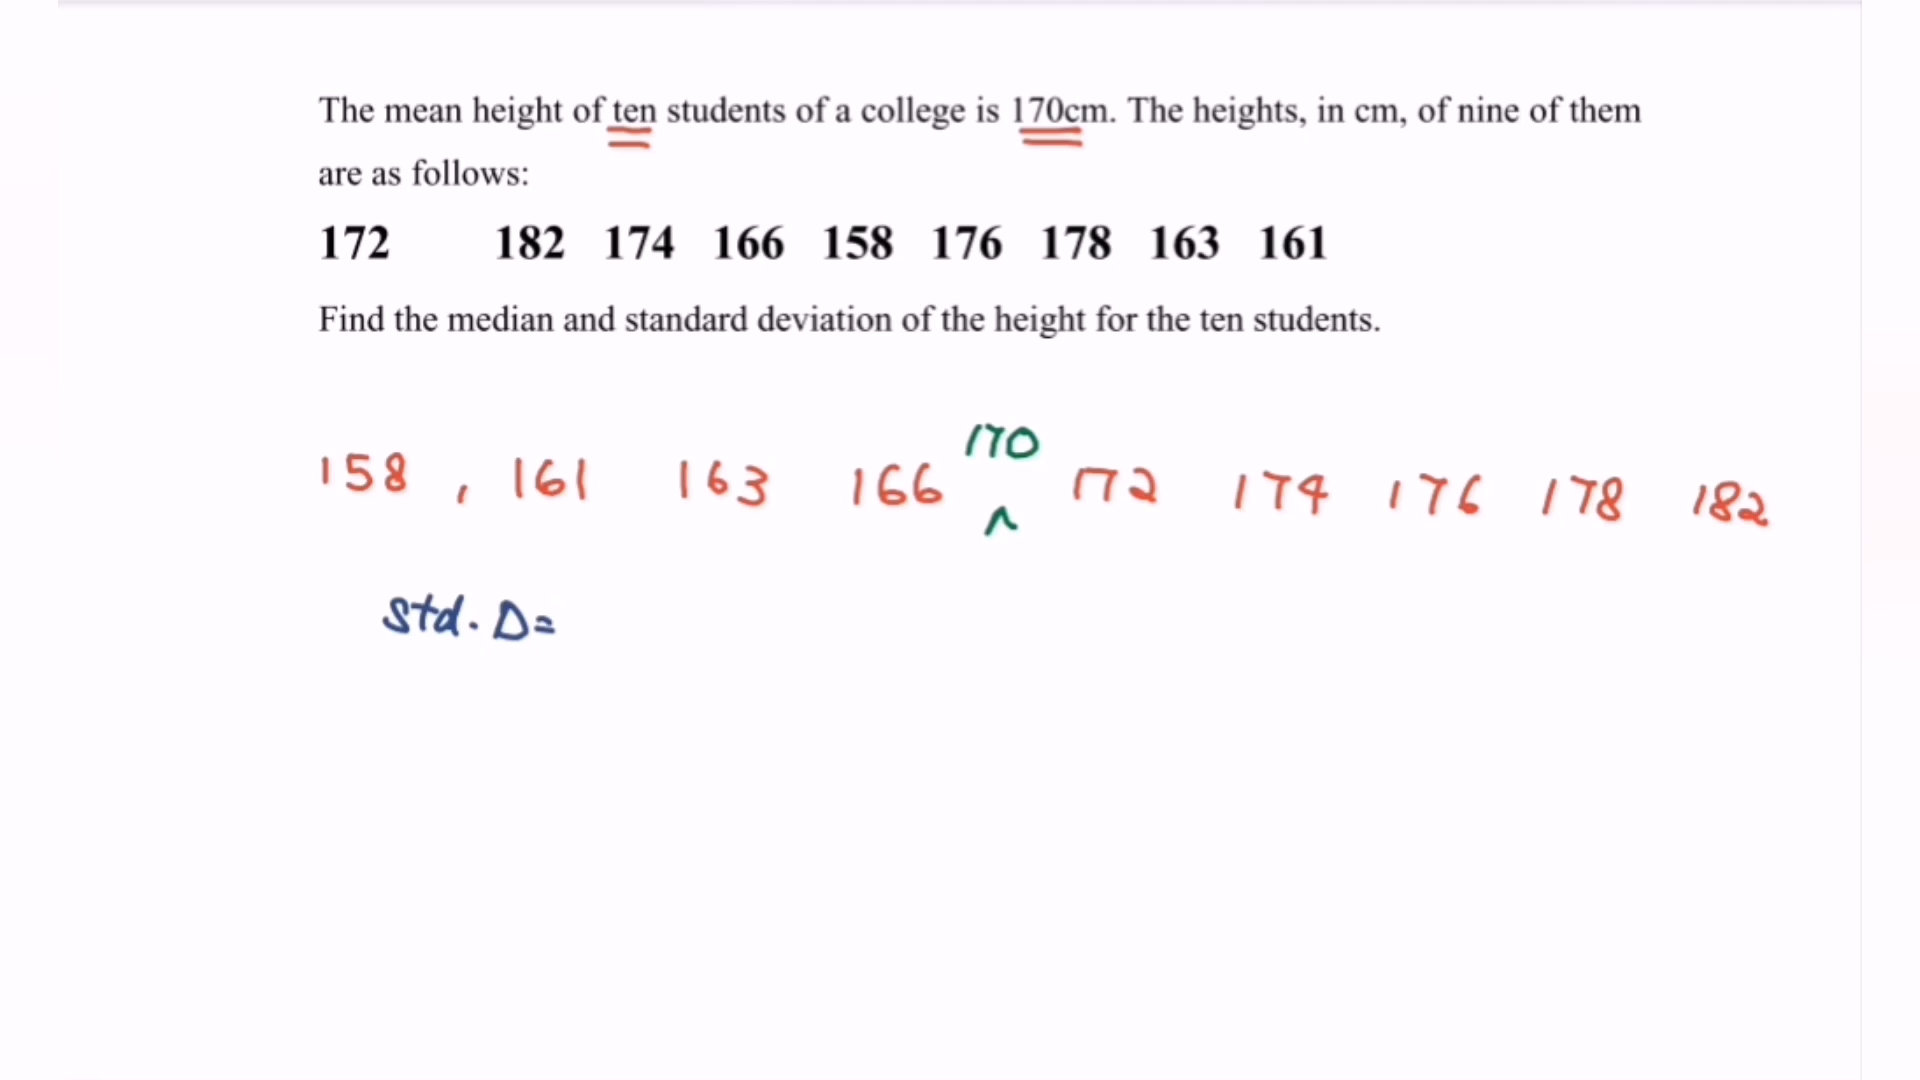 The mean height of ten students of a college is 170cm. The heights, in cm, of nine of them
are as follows:
172 182 174 166 158 176 178 163 161
Find the median and standard deviation of the height for the ten students.
170
158 , 161 163 166 ^ 172 174 176 178 182
Std. D=